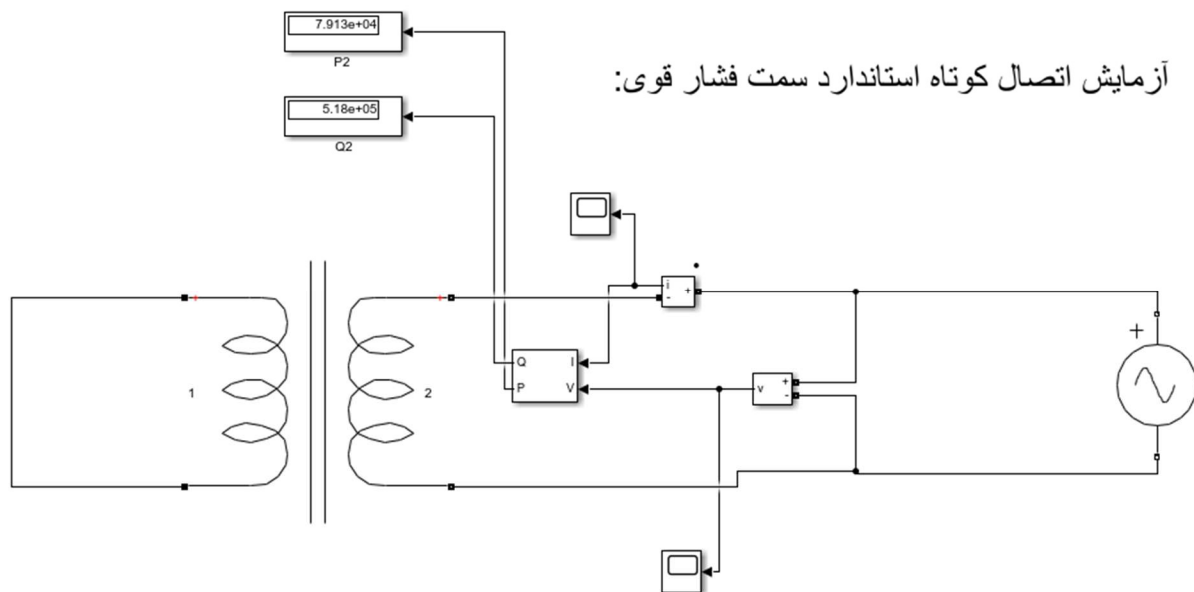 7.913e+04
P2
آزمایش اتصال کوتاه استاندارد سمت فشار قوی:
5.18e+05
Q2
i
+
-
+
Q
I
P
V
v
+
-
1
2